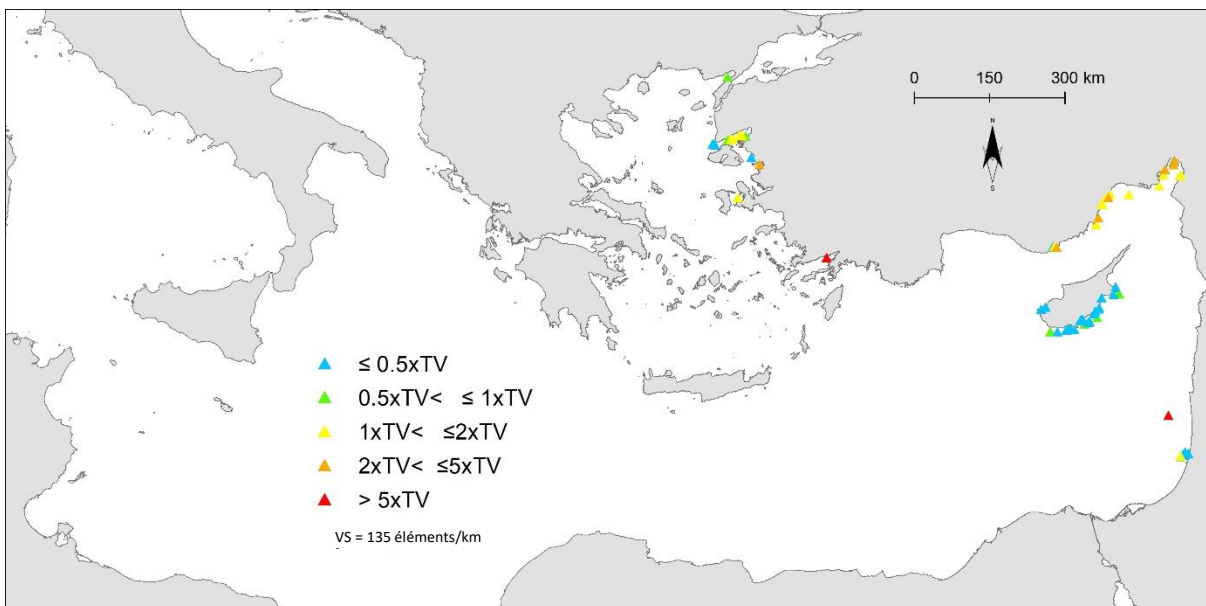 0 150 300 km
N
S
≤ 0.5xTV
0.5xTV< ≤ 1xTV
1xTV< ≤2xTV
2xTV< ≤5xTV
> 5xTV
VS = 135 éléments/km